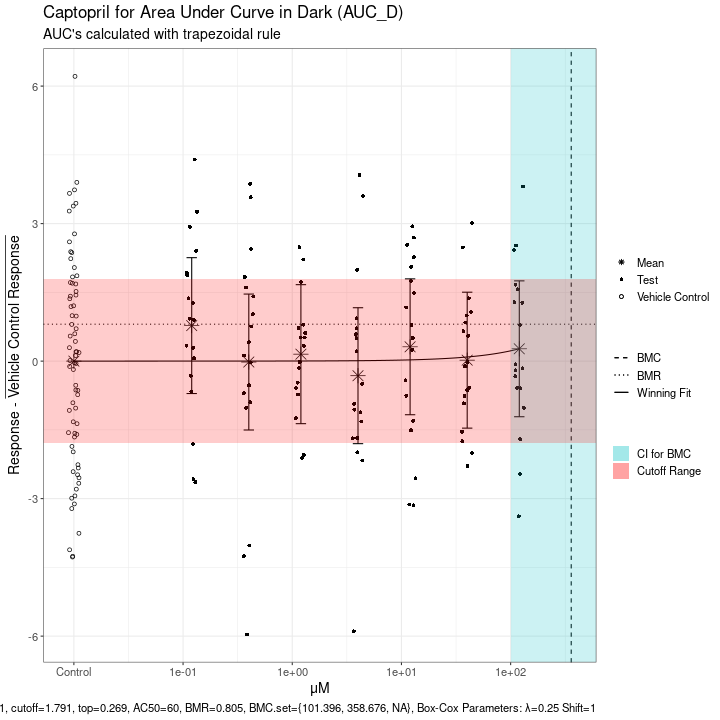 Captopril for Area Under Curve in Dark (AUC_D)
AUC's calculated with trapezoidal rule
Response - Vehicle Control Response
6
3
0
-3
-6
Control
1e-01
1e+00
1e+01
1e+02
μM
Mean
Test
Vehicle Control
BMC
BMR
Winning Fit
CI for BMC
Cutoff Range
1, cutoff=1.791, top=0.269, AC50=60, BMR=0.805, BMC.set={101.396, 358.676, NA}, Box-Cox Parameters: λ=0.25 Shift=1